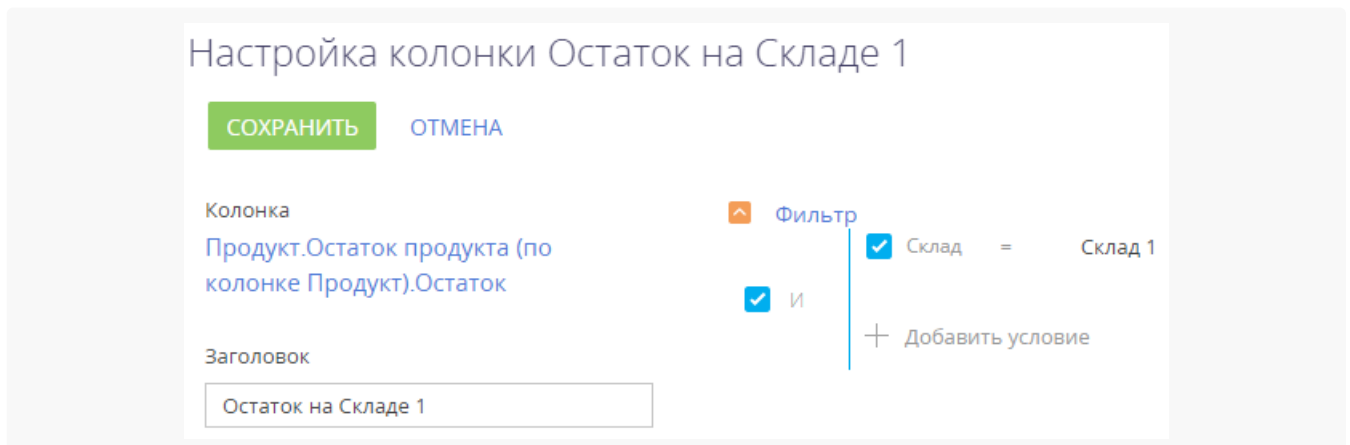 Настройка колонки Остаток на Складе 1
СОХРАНИТЬ ОТМЕНА
Колонка
Продукт.Остаток продукта (по
колонке Продукт).Остаток
Заголовок
Остаток на Складе 1
Фильтр
Склад = Склад 1
И
Добавить условие